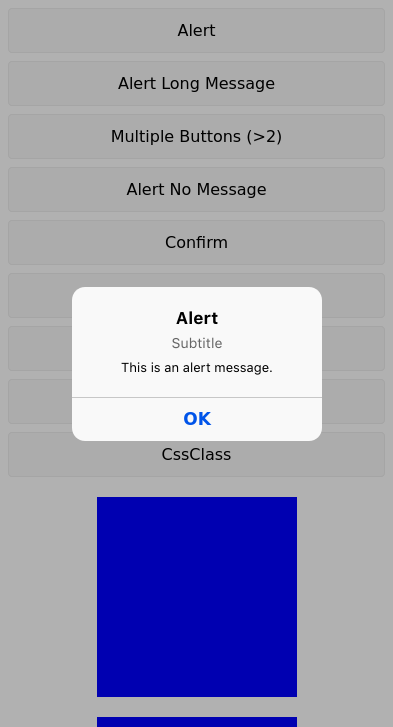 Alert
Alert Long Message
Multiple Buttons (>2)
Alert No Message
Confirm
Alert
Subtitle
This is an alert message.
OK
CssClass